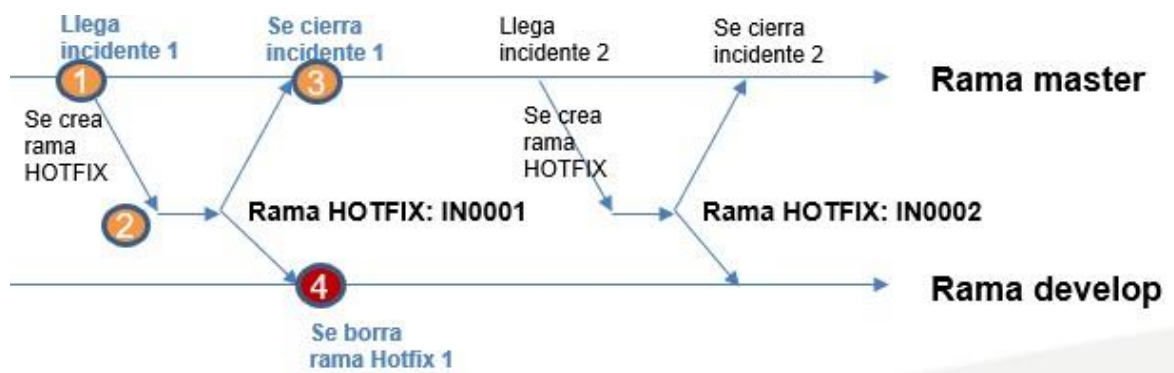 Llega
incidente 1
Se cierra
incidente 1
Llega
incidente 2
Se cierra
incidente 2
1
3
Rama master
Se crea
rama
HOTFIX
Se crea
rama
HOTFIX
2
Rama HOTFIX: IN0001
Rama HOTFIX: IN0002
4
Rama develop
Se borra
rama Hotfix 1